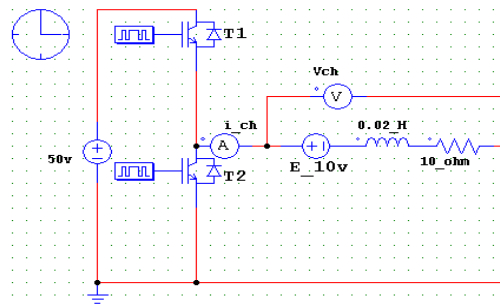 T1
Vch
V
i_ch
A
0.02_H
50v
E_10v
10_ohm
T2